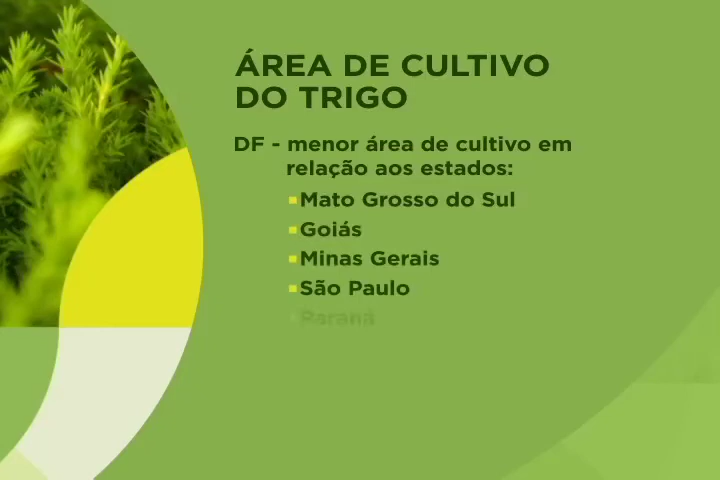 ÁREA DE CULTIVO
DO TRIGO
DF - menor área de cultivo em
relação aos estados:
Mato Grosso do Sul
Goiás
Minas Gerais
São Paulo
Paraná